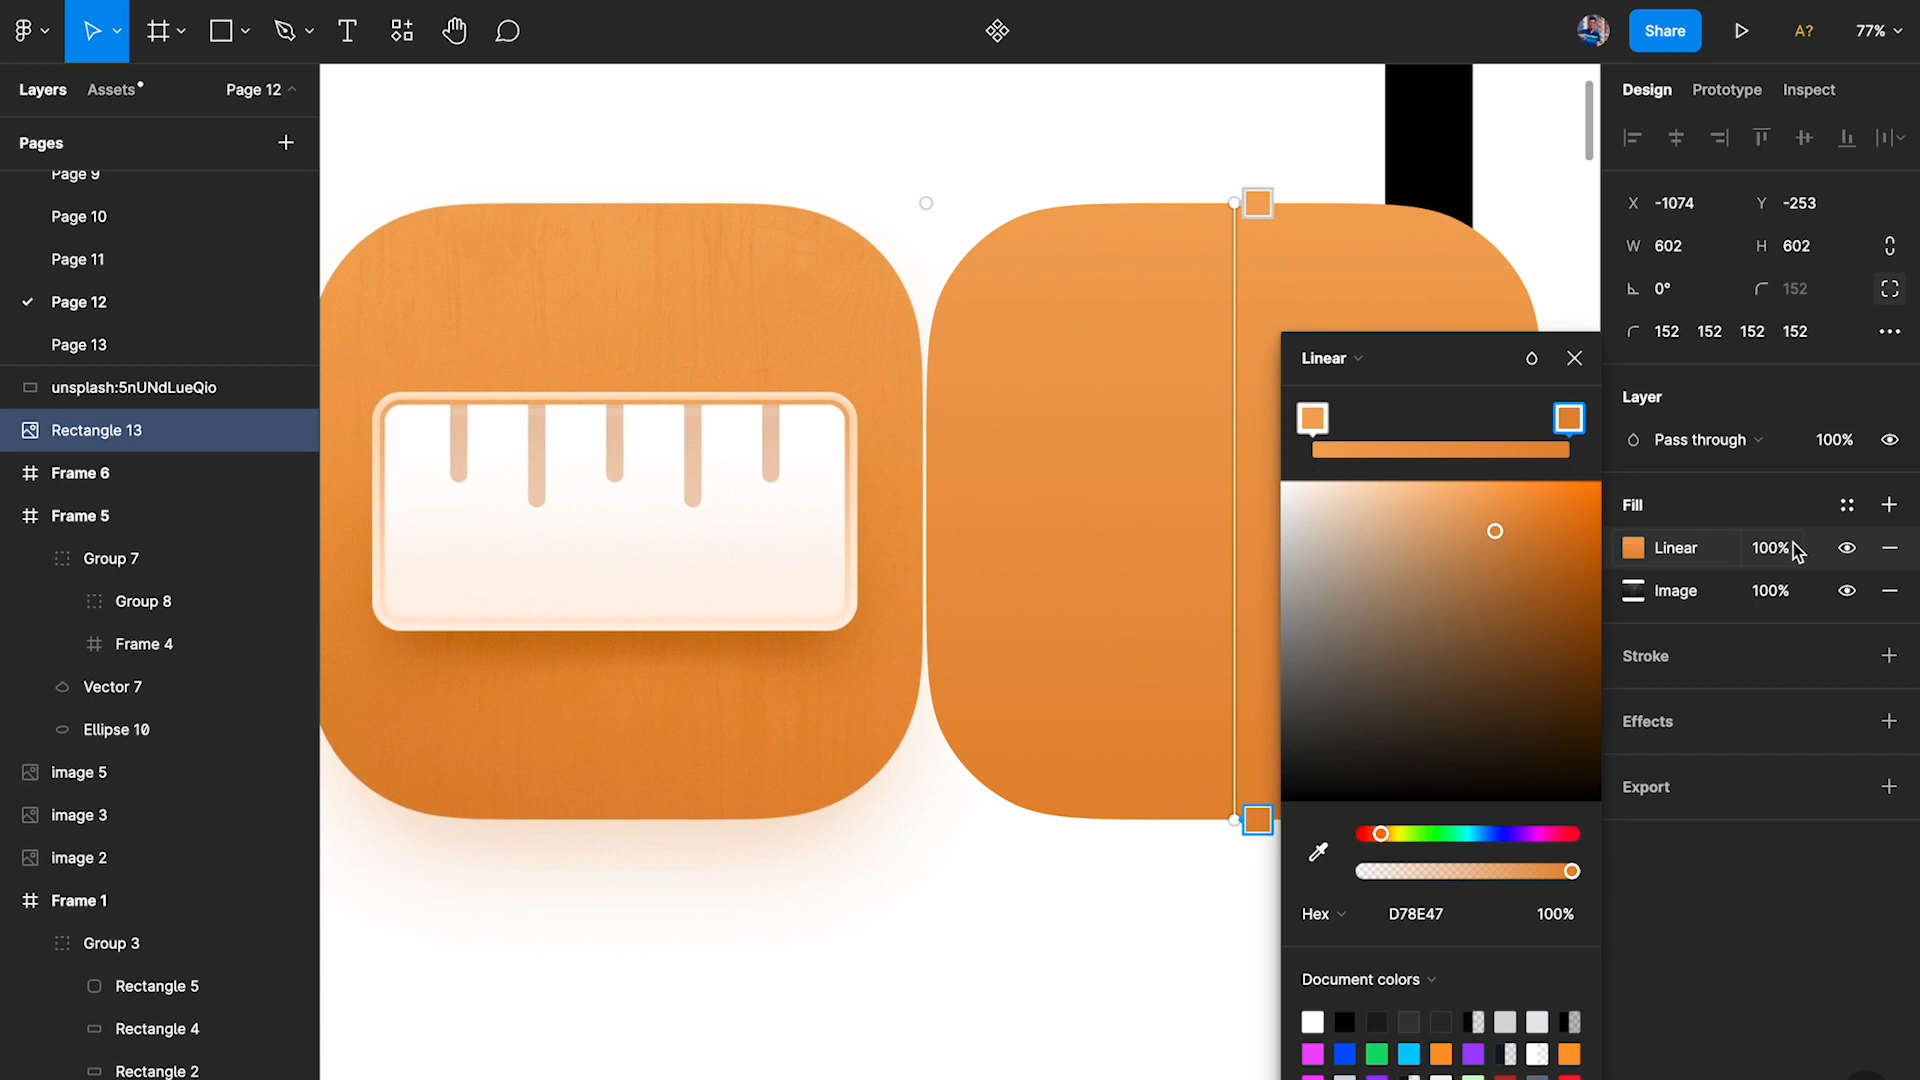 Share
A?
77%
Layers
Assets
Page 12
Pages
Page 9
Page 10
Page 11
Page 12
Page 13
unsplash:5nUNdLueQio
Rectangle 13
Frame 6
Frame 5
Group 7
Group 8
Frame 4
Vector 7
Ellipse 10
image 5
image 3
image 2
Frame 1
Group 3
Rectangle 5
Rectangle 4
Rectangle 2
Linear
Hex
D78E47
100%
Document colors
Design
Prototype
Inspect
X -1074 Y -253
W 602 H 602
0° 152
152 152 152 152
Layer
Pass through 100%
Fill
Linear 100%
Image 100%
Stroke
Effects
Export